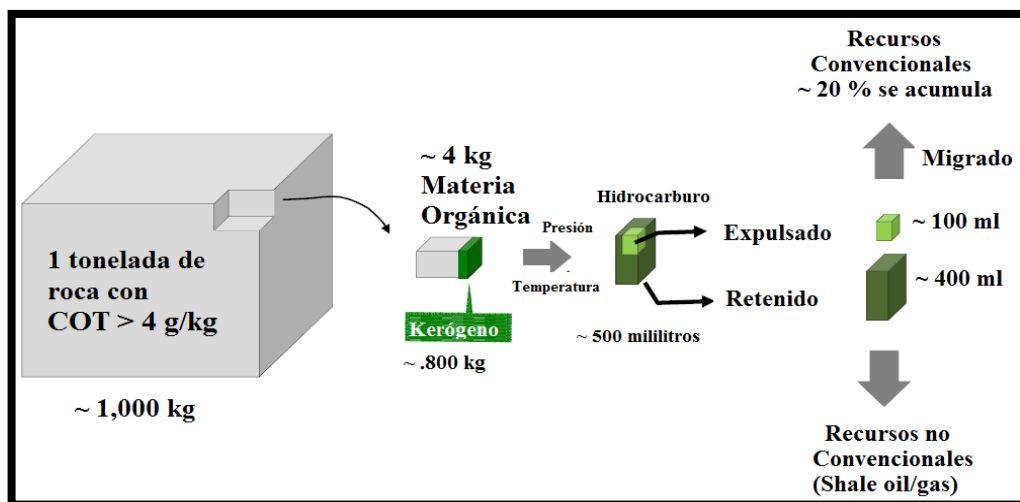 1 tonelada de
roca con
COT > 4 g/kg
~ 1,000 kg
~ 4 kg
Materia
Orgánica
Kerógeno
~ .800 kg
Presión
Temperatura
Hidrocarburo
~ 500 mililitros
Expulsado
Retenido
Recursos
Convencionales
~ 20 % se acumula
Migrado
~ 100 ml
~ 400 ml
Recursos no
Convencionales
(Shale oil/gas)